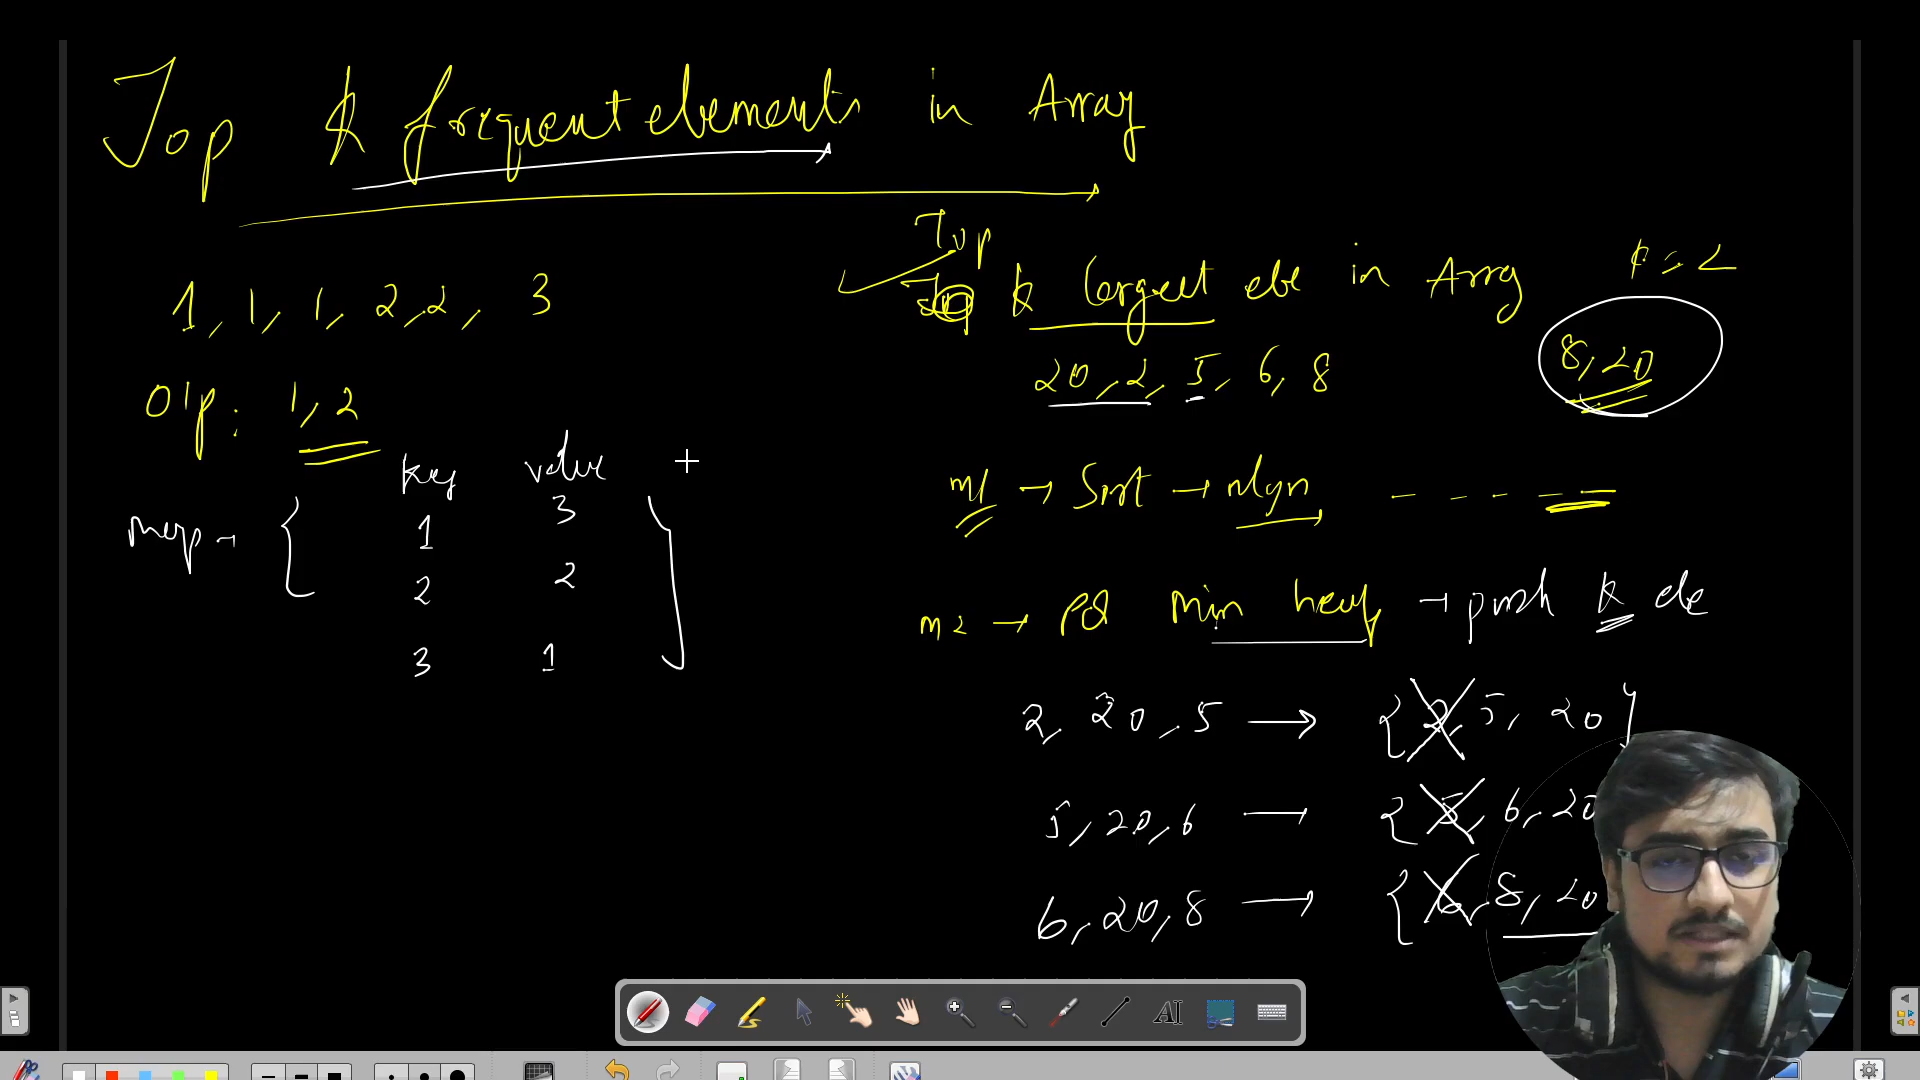 Top k frequent elements in Array
1, 1, 1, 2, 2, 3
O/p: 1, 2
key value
map → {
1 3
2 2
3 1
}
Top
k largest ele in Array k = 2
20, 2, 5, 6, 8
8, 20
m1 → Sort → nlgn - - - - -
m2 → PQ Min heap → push k ele
2, 20, 5 → {2, 5, 20}
5, 20, 6 → {5, 6, 20
6, 20, 8 → {6, 8, 20
AI